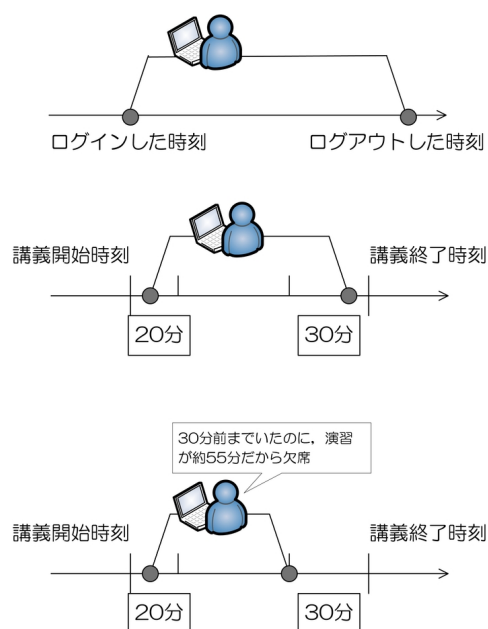 ログインした時刻
ログアウトした時刻
講義開始時刻
講義終了時刻
20分
30分
30分前までいたのに，演習
が約55分だから欠席
講義開始時刻
講義終了時刻
20分
30分